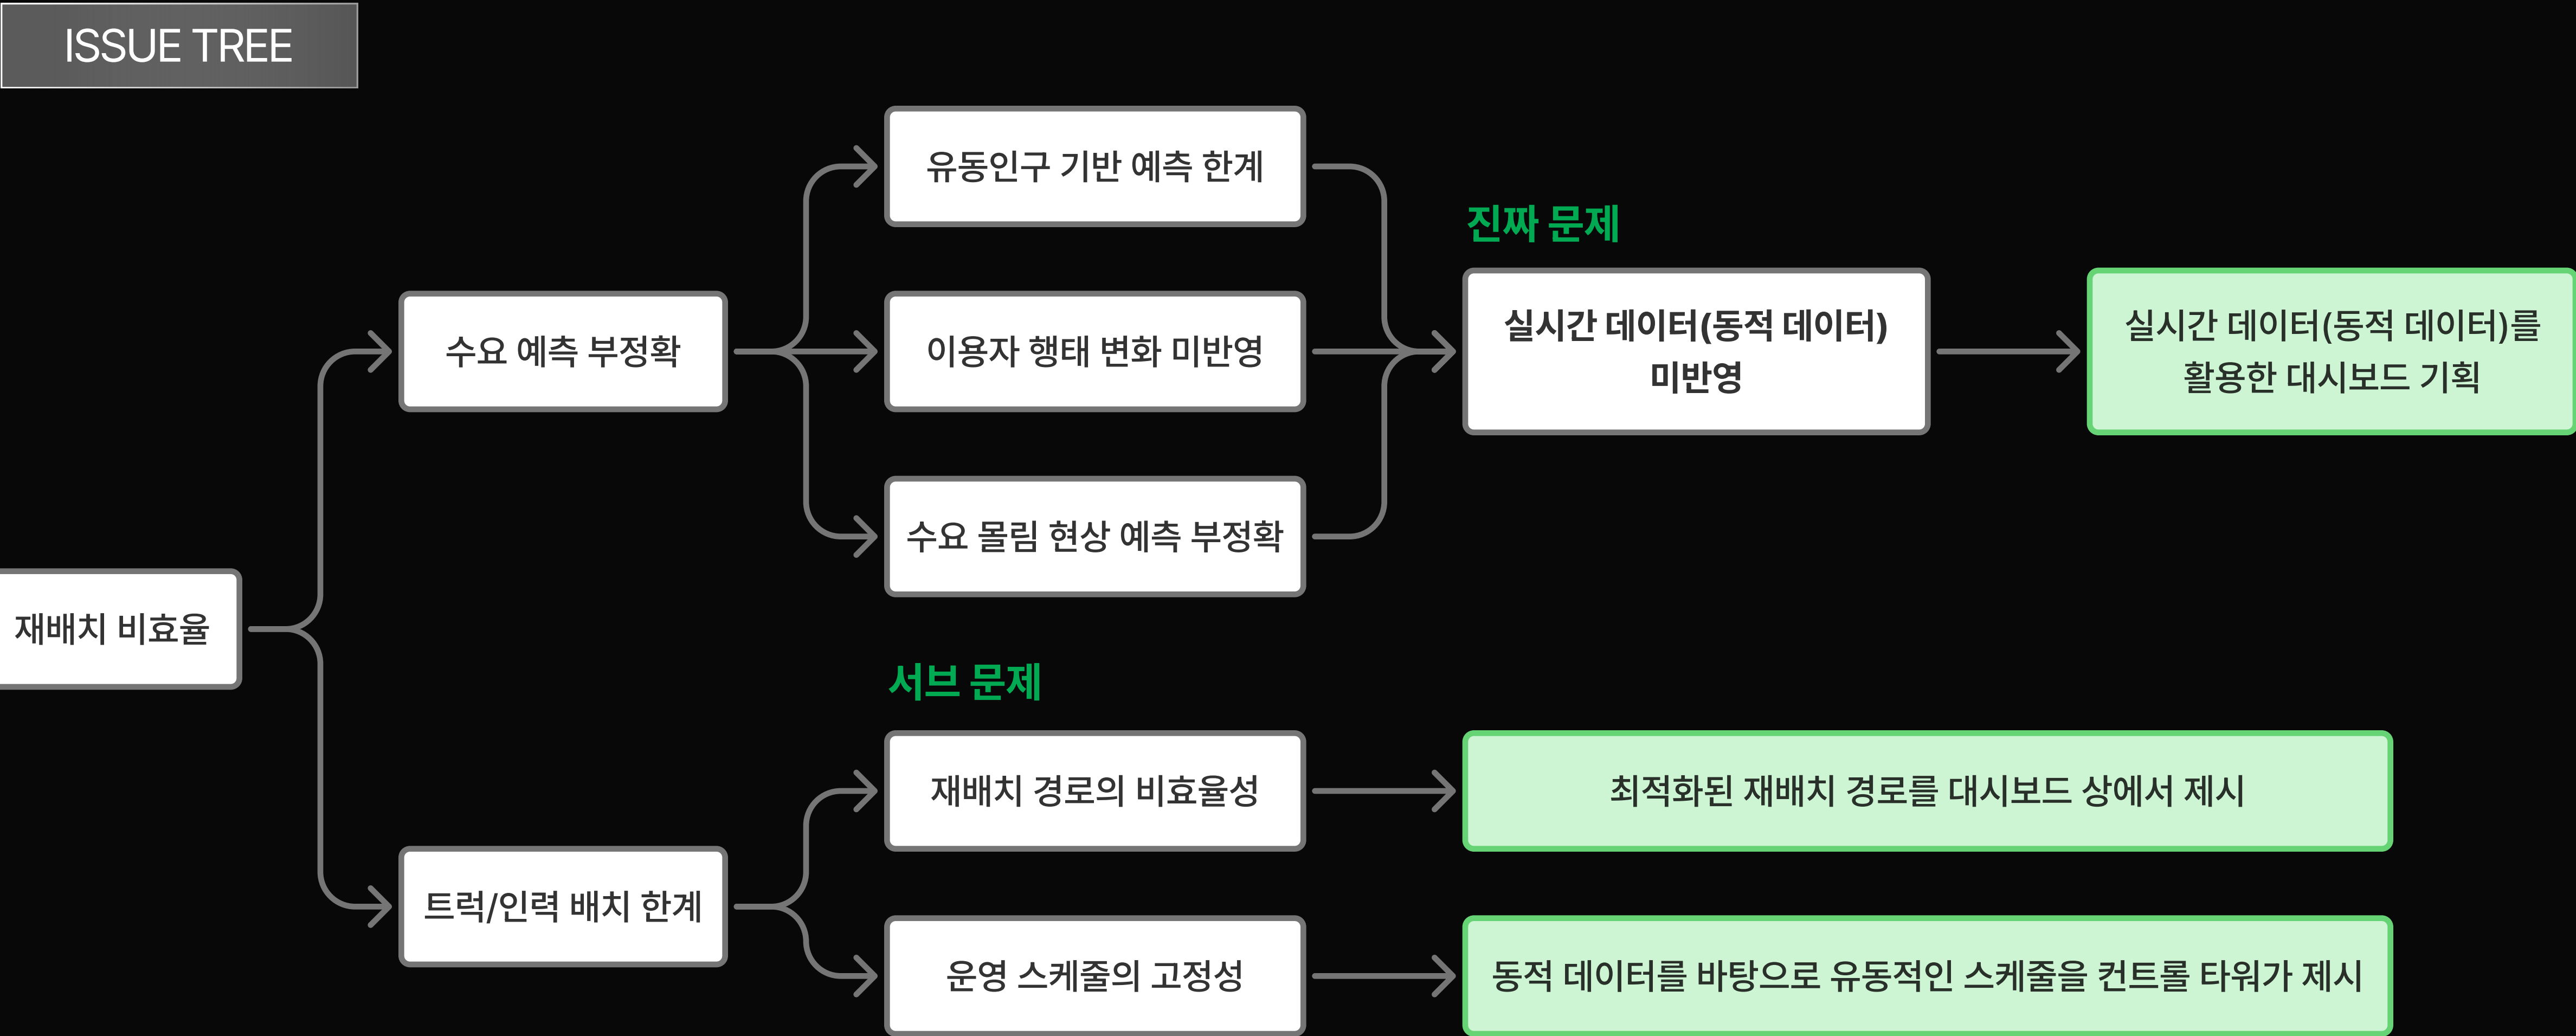 ISSUE TREE
유동인구 기반 예측 한계
진짜 문제
수요 예측 부정확
이용자 행태 변화 미반영
실시간 데이터(동적 데이터)
미반영
실시간 데이터(동적 데이터)를
활용한 대시보드 기획
수요 몰림 현상 예측 부정확
재배치 비효율
서브 문제
재배치 경로의 비효율성
최적화된 재배치 경로를 대시보드 상에서 제시
트럭/인력 배치 한계
운영 스케줄의 고정성
동적 데이터를 바탕으로 유동적인 스케줄을 컨트롤 타워가 제시